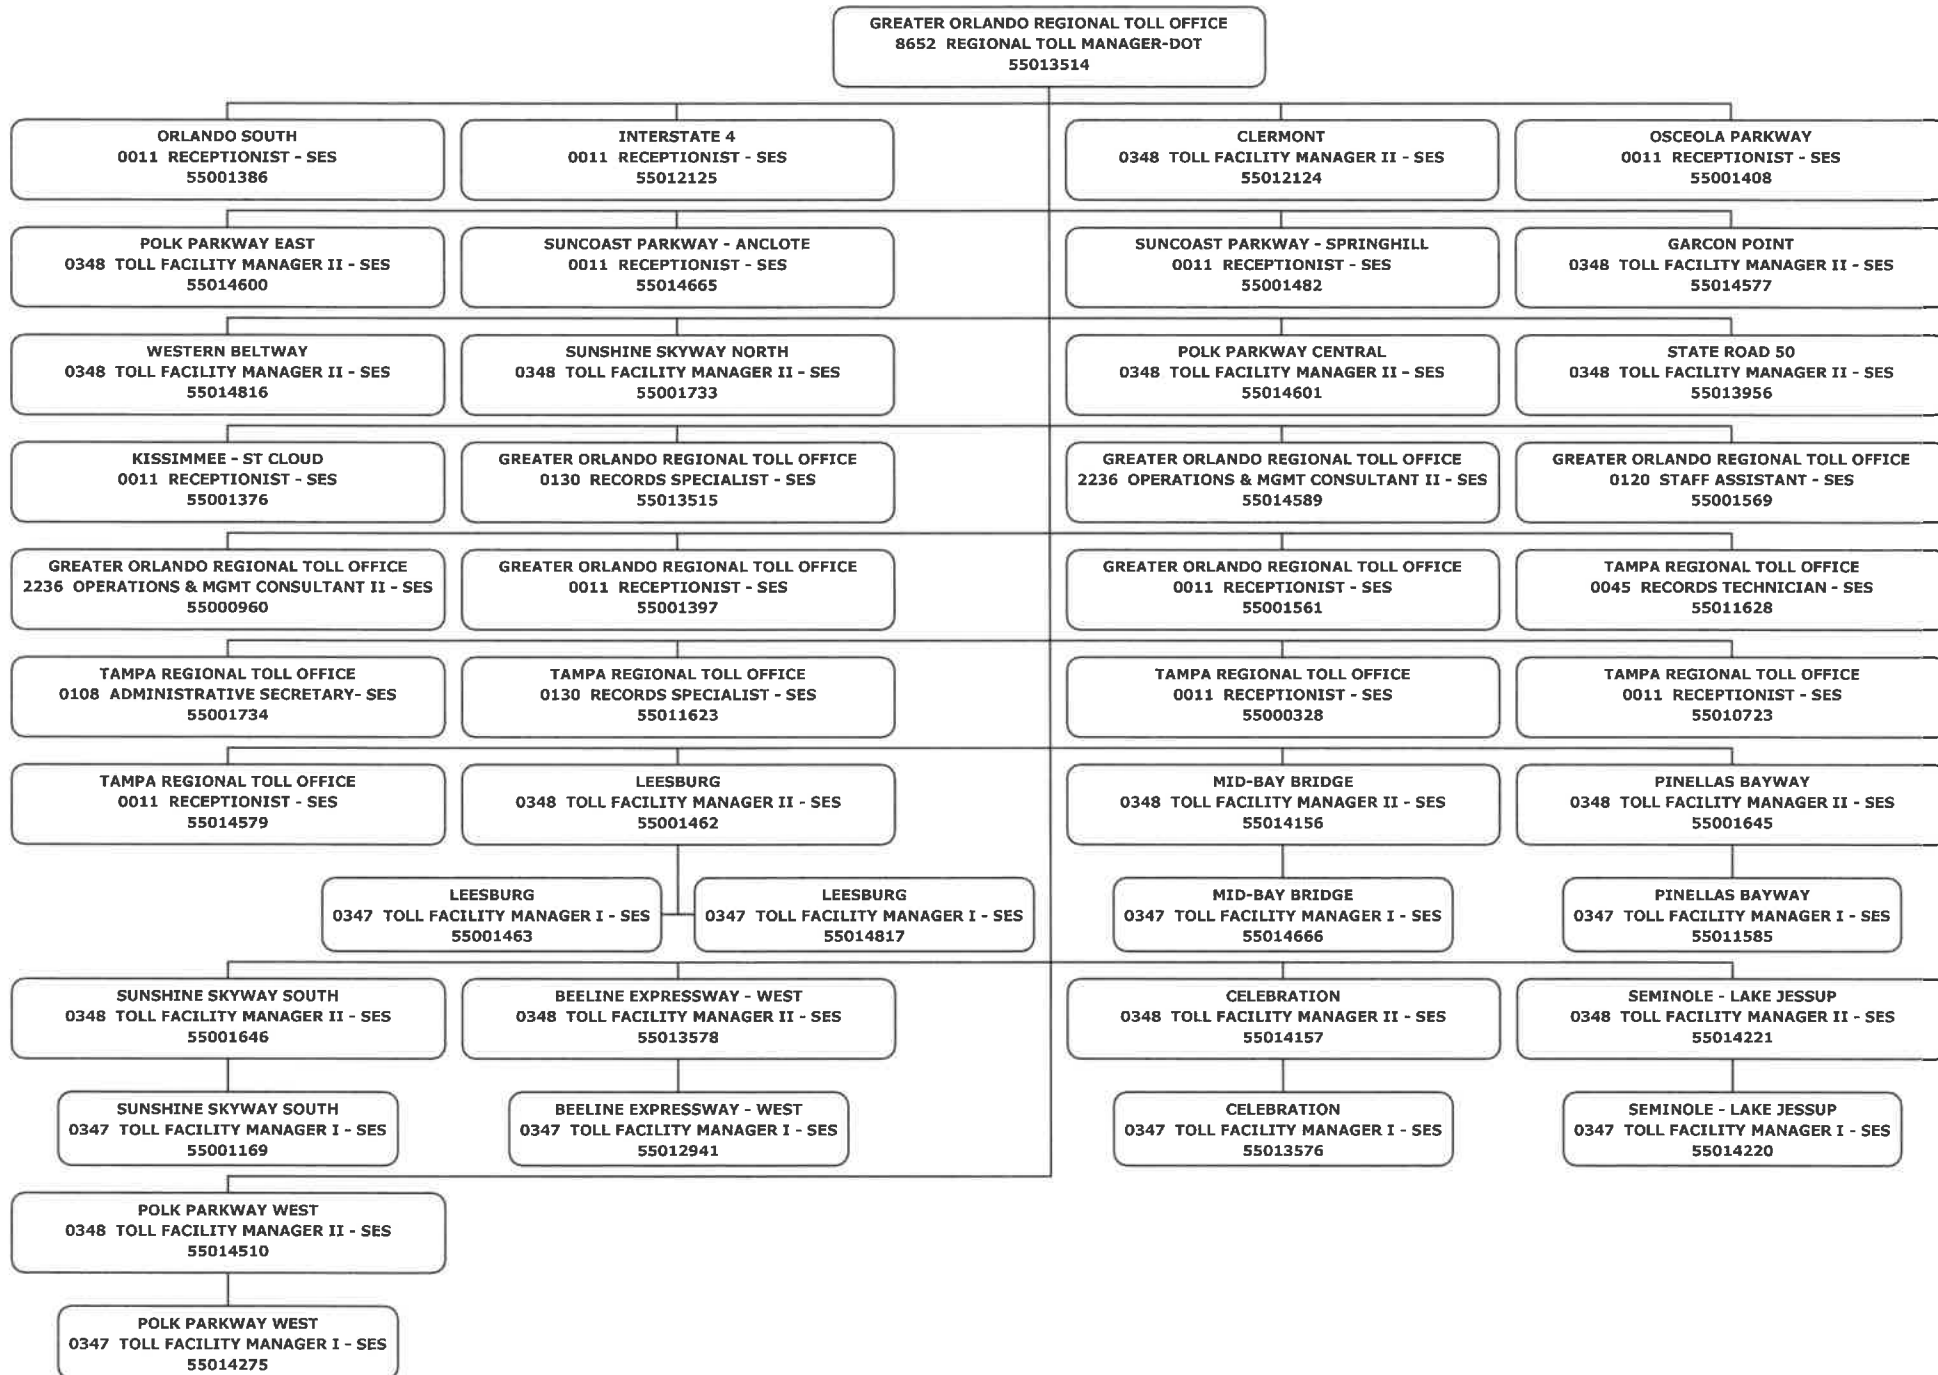 GREATER ORLANDO REGIONAL TOLL OFFICE
8652 REGIONAL TOLL MANAGER-DOT
55013514
ORLANDO SOUTH
0011 RECEPTIONIST - SES
55001386
INTERSTATE 4
0011 RECEPTIONIST - SES
55012125
CLERMONT
0348 TOLL FACILITY MANAGER II - SES
55012124
OSCEOLA PARKWAY
0011 RECEPTIONIST - SES
55001408
POLK PARKWAY EAST
0348 TOLL FACILITY MANAGER II - SES
55014600
SUNCOAST PARKWAY - ANCLOTE
0011 RECEPTIONIST - SES
55014665
SUNCOAST PARKWAY - SPRINGHILL
0011 RECEPTIONIST - SES
55001482
GARCON POINT
0348 TOLL FACILITY MANAGER II - SES
55014577
WESTERN BELTWAY
0348 TOLL FACILITY MANAGER II - SES
55014816
SUNSHINE SKYWAY NORTH
0348 TOLL FACILITY MANAGER II - SES
55001733
POLK PARKWAY CENTRAL
0348 TOLL FACILITY MANAGER II - SES
55014601
STATE ROAD 50
0348 TOLL FACILITY MANAGER II - SES
55013956
KISSIMMEE - ST CLOUD
0011 RECEPTIONIST - SES
55001376
GREATER ORLANDO REGIONAL TOLL OFFICE
0130 RECORDS SPECIALIST - SES
55013515
GREATER ORLANDO REGIONAL TOLL OFFICE
2236 OPERATIONS & MGMT CONSULTANT II - SES
55014589
GREATER ORLANDO REGIONAL TOLL OFFICE
0120 STAFF ASSISTANT - SES
55001569
GREATER ORLANDO REGIONAL TOLL OFFICE
2236 OPERATIONS & MGMT CONSULTANT II - SES
55000960
GREATER ORLANDO REGIONAL TOLL OFFICE
0011 RECEPTIONIST - SES
55001397
GREATER ORLANDO REGIONAL TOLL OFFICE
0011 RECEPTIONIST - SES
55001561
TAMPA REGIONAL TOLL OFFICE
0045 RECORDS TECHNICIAN - SES
55011628
TAMPA REGIONAL TOLL OFFICE
0108 ADMINISTRATIVE SECRETARY- SES
55001734
TAMPA REGIONAL TOLL OFFICE
0130 RECORDS SPECIALIST - SES
55011623
TAMPA REGIONAL TOLL OFFICE
0011 RECEPTIONIST - SES
55000328
TAMPA REGIONAL TOLL OFFICE
0011 RECEPTIONIST - SES
55010723
TAMPA REGIONAL TOLL OFFICE
0011 RECEPTIONIST - SES
55014579
LEESBURG
0348 TOLL FACILITY MANAGER II - SES
55001462
MID-BAY BRIDGE
0348 TOLL FACILITY MANAGER II - SES
55014156
PINELLAS BAYWAY
0348 TOLL FACILITY MANAGER II - SES
55001645
LEESBURG
0347 TOLL FACILITY MANAGER I - SES
55001463
LEESBURG
0347 TOLL FACILITY MANAGER I - SES
55014817
MID-BAY BRIDGE
0347 TOLL FACILITY MANAGER I - SES
55014666
PINELLAS BAYWAY
0347 TOLL FACILITY MANAGER I - SES
55011585
SUNSHINE SKYWAY SOUTH
0348 TOLL FACILITY MANAGER II - SES
55001646
BEELINE EXPRESSWAY - WEST
0348 TOLL FACILITY MANAGER II - SES
55013578
CELEBRATION
0348 TOLL FACILITY MANAGER II - SES
55014157
SEMINOLE - LAKE JESSUP
0348 TOLL FACILITY MANAGER II - SES
55014221
SUNSHINE SKYWAY SOUTH
0347 TOLL FACILITY MANAGER I - SES
55001169
BEELINE EXPRESSWAY - WEST
0347 TOLL FACILITY MANAGER I - SES
55012941
CELEBRATION
0347 TOLL FACILITY MANAGER I - SES
55013576
SEMINOLE - LAKE JESSUP
0347 TOLL FACILITY MANAGER I - SES
55014220
POLK PARKWAY WEST
0348 TOLL FACILITY MANAGER II - SES
55014510
POLK PARKWAY WEST
0347 TOLL FACILITY MANAGER I - SES
55014275